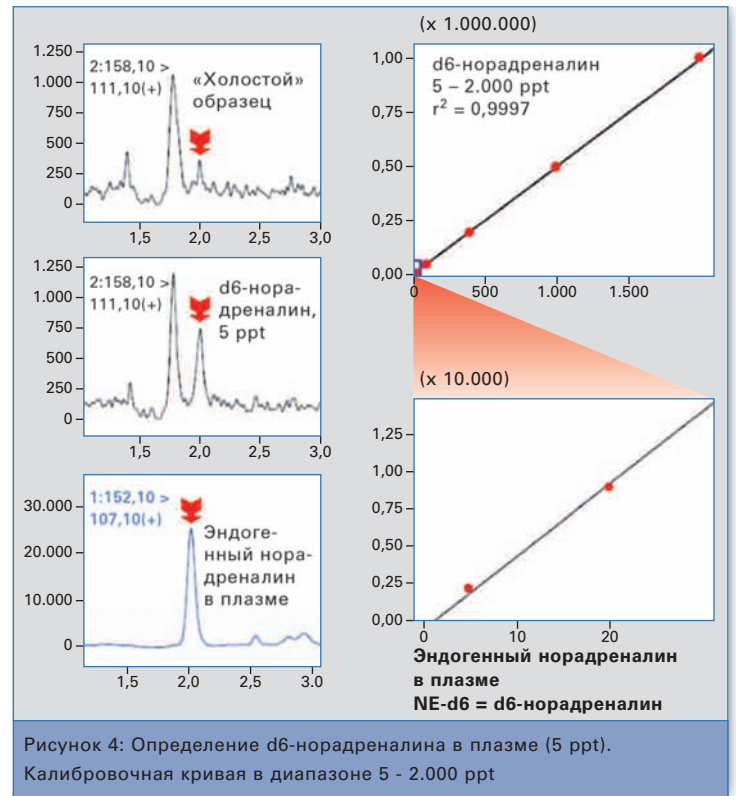 1.250
1.000
750
500
250
0
2:158,10 >
111,10(+)
«Холостой»
образец
1,5 2,0 2,5 3,0
1.250
1.000
750
500
250
0
2:158,10 >
111,10(+)
d6-нора-
дреналин,
5 ppt
1,5 2,0 2,5 3,0
30.000
20.000
10.000
0
1:152,10 >
107,10(+)
Эндоге-
нный нора-
дреналин
в плазме
1,5 2,0 2,5 3.0
(x 1.000.000)
1,00
0,75
0,50
0,25
0,00
d6-норадреналин
5 – 2.000 ppt
r² = 0,9997
0 500 1.000 1.500
(x 10.000)
1,25
1,00
0,75
0,50
0,25
0,00
0 10 20
Эндогенный норадреналин
в плазме
NE-d6 = d6-норадреналин
Рисунок 4: Определение d6-норадреналина в плазме (5 ppt).
Калибровочная кривая в диапазоне 5 - 2.000 ppt